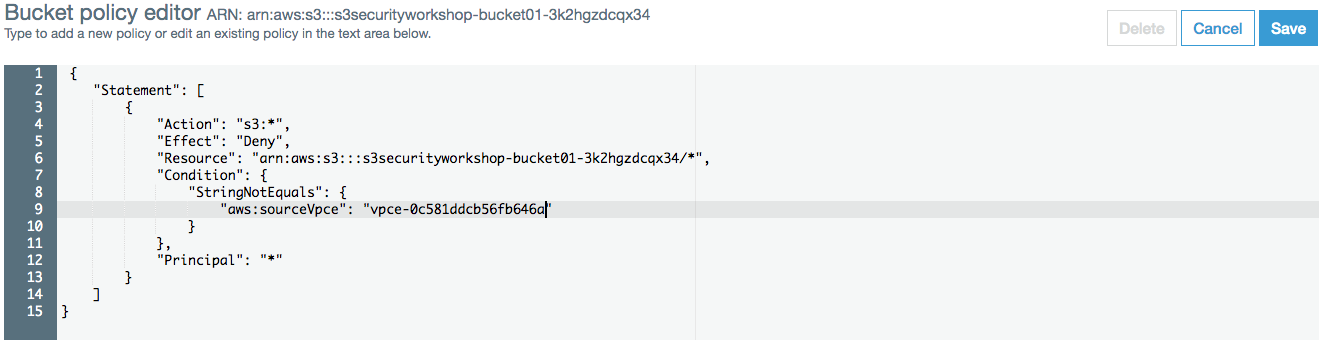 Bucket policy editor ARN: arn:aws:s3:::s3securityworkshop-bucket01-3k2hgzdcqx34
Type to add a new policy or edit an existing policy in the text area below.
Delete Cancel Save
1 {
2 "Statement": [
3 {
4 "Action": "s3:*",
5 "Effect": "Deny",
6 "Resource": "arn:aws:s3:::s3securityworkshop-bucket01-3k2hgzdcqx34/*",
7 "Condition": {
8 "StringNotEquals": {
9 "aws:sourceVpce": "vpce-0c581ddcb56fb646a"
10 }
11 },
12 "Principal": "*"
13 }
14 ]
15 }